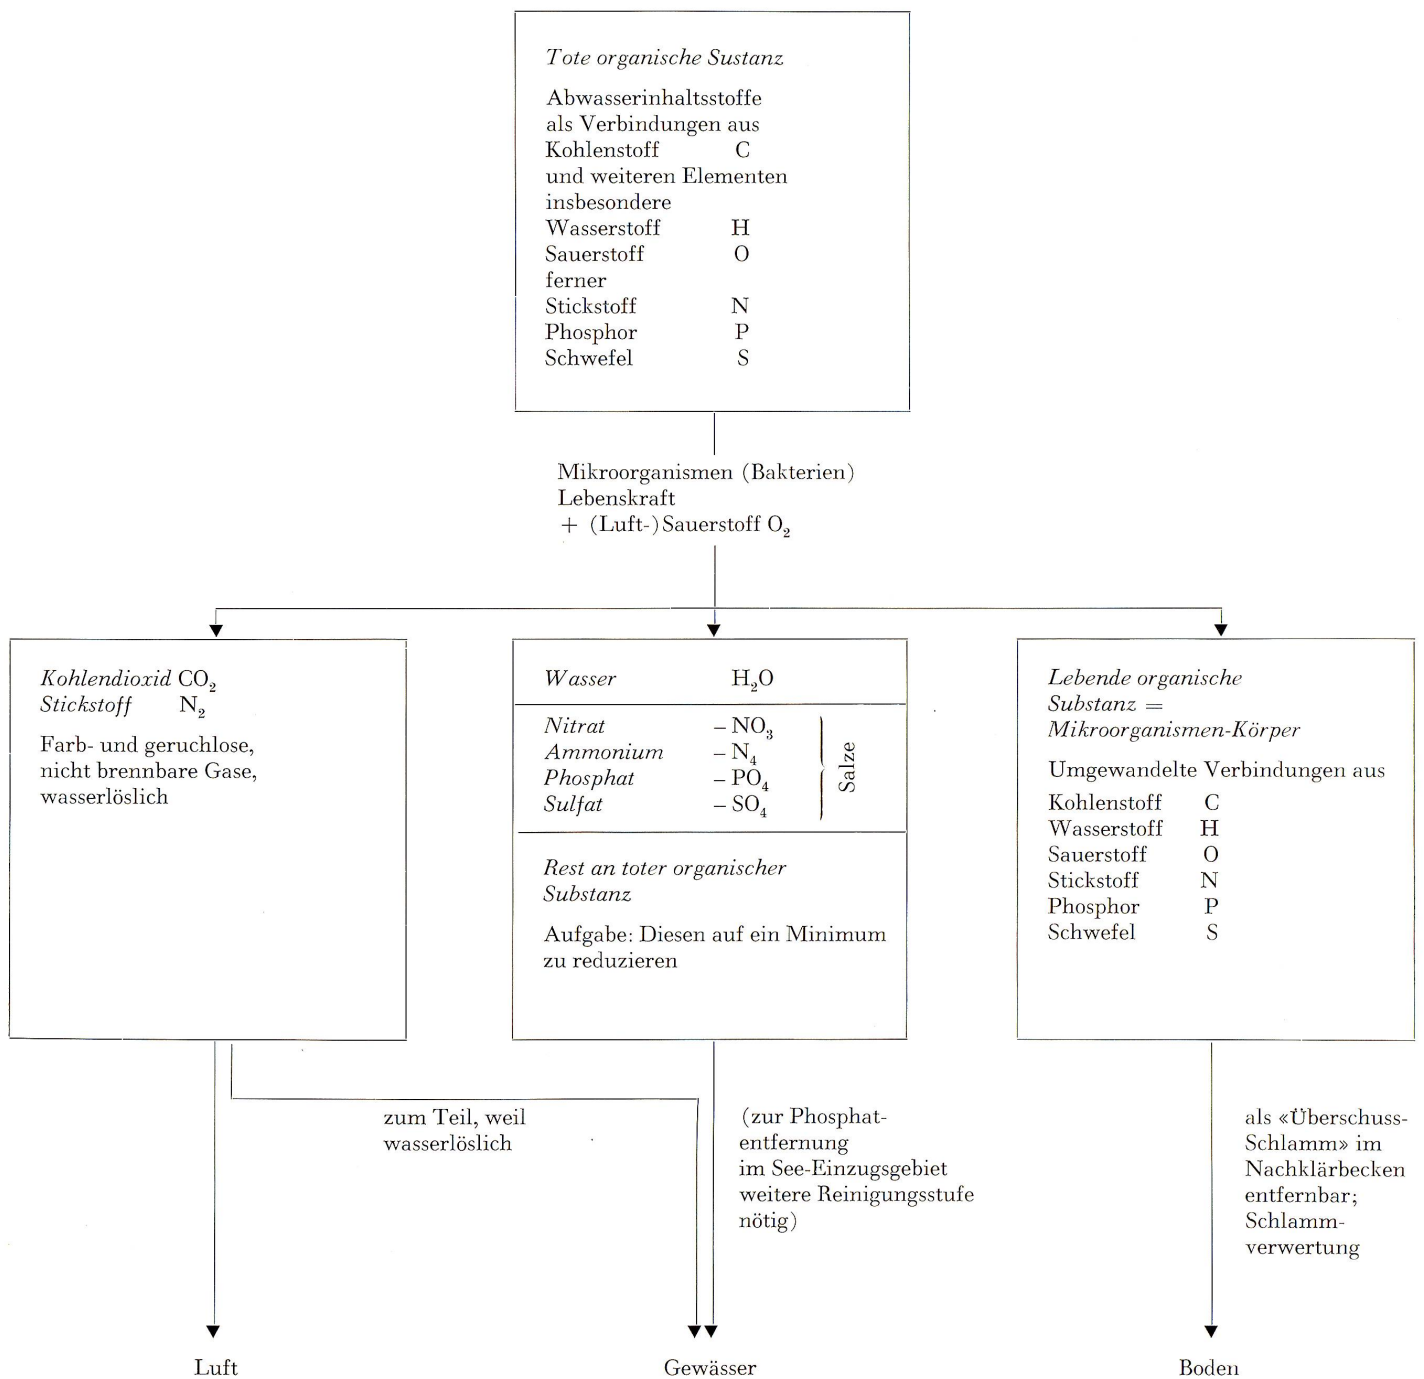 Tote organische Sustanz
Abwasserinhaltsstoffe
als Verbindungen aus
Kohlenstoff C
und weiteren Elementen
insbesondere
Wasserstoff H
Sauerstoff O
ferner
Stickstoff N
Phosphor P
Schwefel S
Mikroorganismen (Bakterien)
Lebenskraft
+ (Luft-)Sauerstoff O₂
Kohlendioxid CO₂
Stickstoff N₂
Farb- und geruchlose,
nicht brennbare Gase,
wasserlöslich
Wasser H₂O
Nitrat – NO₃
Ammonium – N₄
Phosphat – PO₄
Sulfat – SO₄
Salze
Rest an toter organischer
Substanz
Aufgabe: Diesen auf ein Minimum
zu reduzieren
Lebende organische
Substanz =
Mikroorganismen-Körper
Umgewandelte Verbindungen aus
Kohlenstoff C
Wasserstoff H
Sauerstoff O
Stickstoff N
Phosphor P
Schwefel S
zum Teil, weil
wasserlöslich
(zur Phosphat-
entfernung
im See-Einzugsgebiet
weitere Reinigungsstufe
nötig)
als «Überschuss-
Schlamm» im
Nachklärbecken
entfernbar;
Schlamm-
verwertung
Luft
Gewässer
Boden